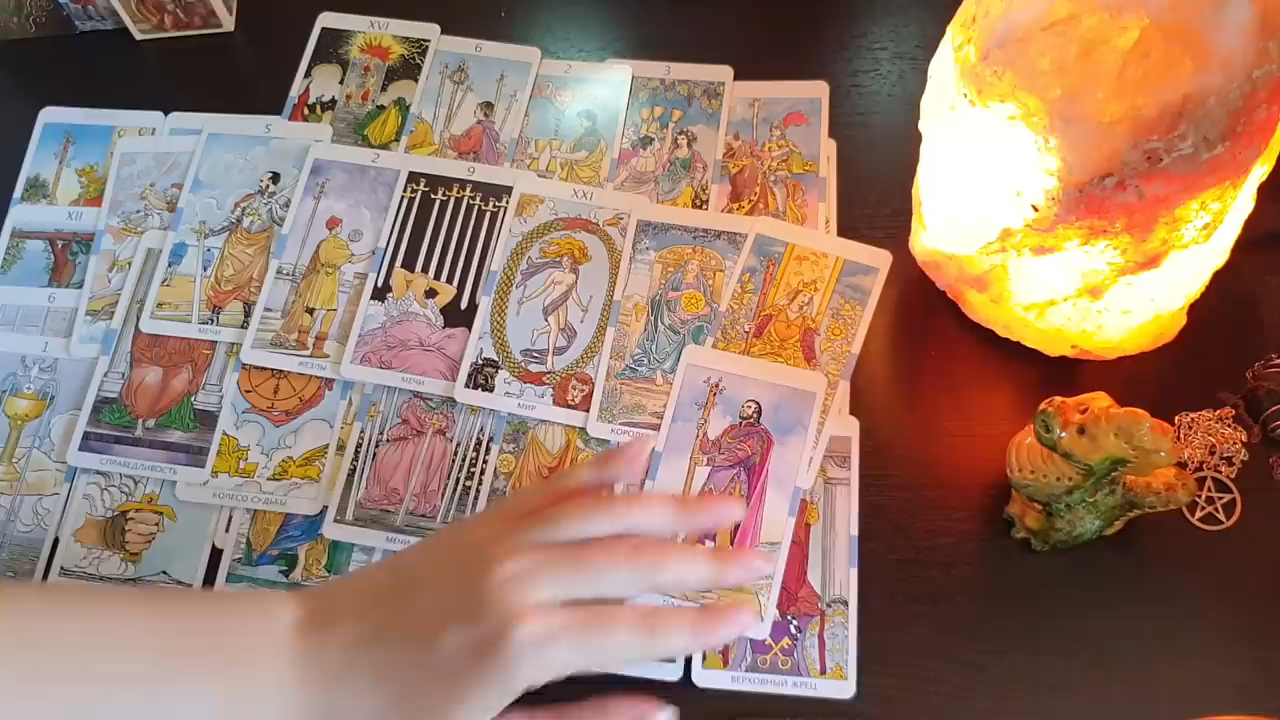 XVI
6
2
3
XII
5
2
9
XXI
6
1
МЕЧИ
ЖЕЗЛЫ
МЕЧИ
МИР
СПРАВЕДЛИВОСТЬ
КОЛЕСО СУДЬБЫ
МЕЧИ
ВЕРХОВНЫЙ ЖРЕЦ